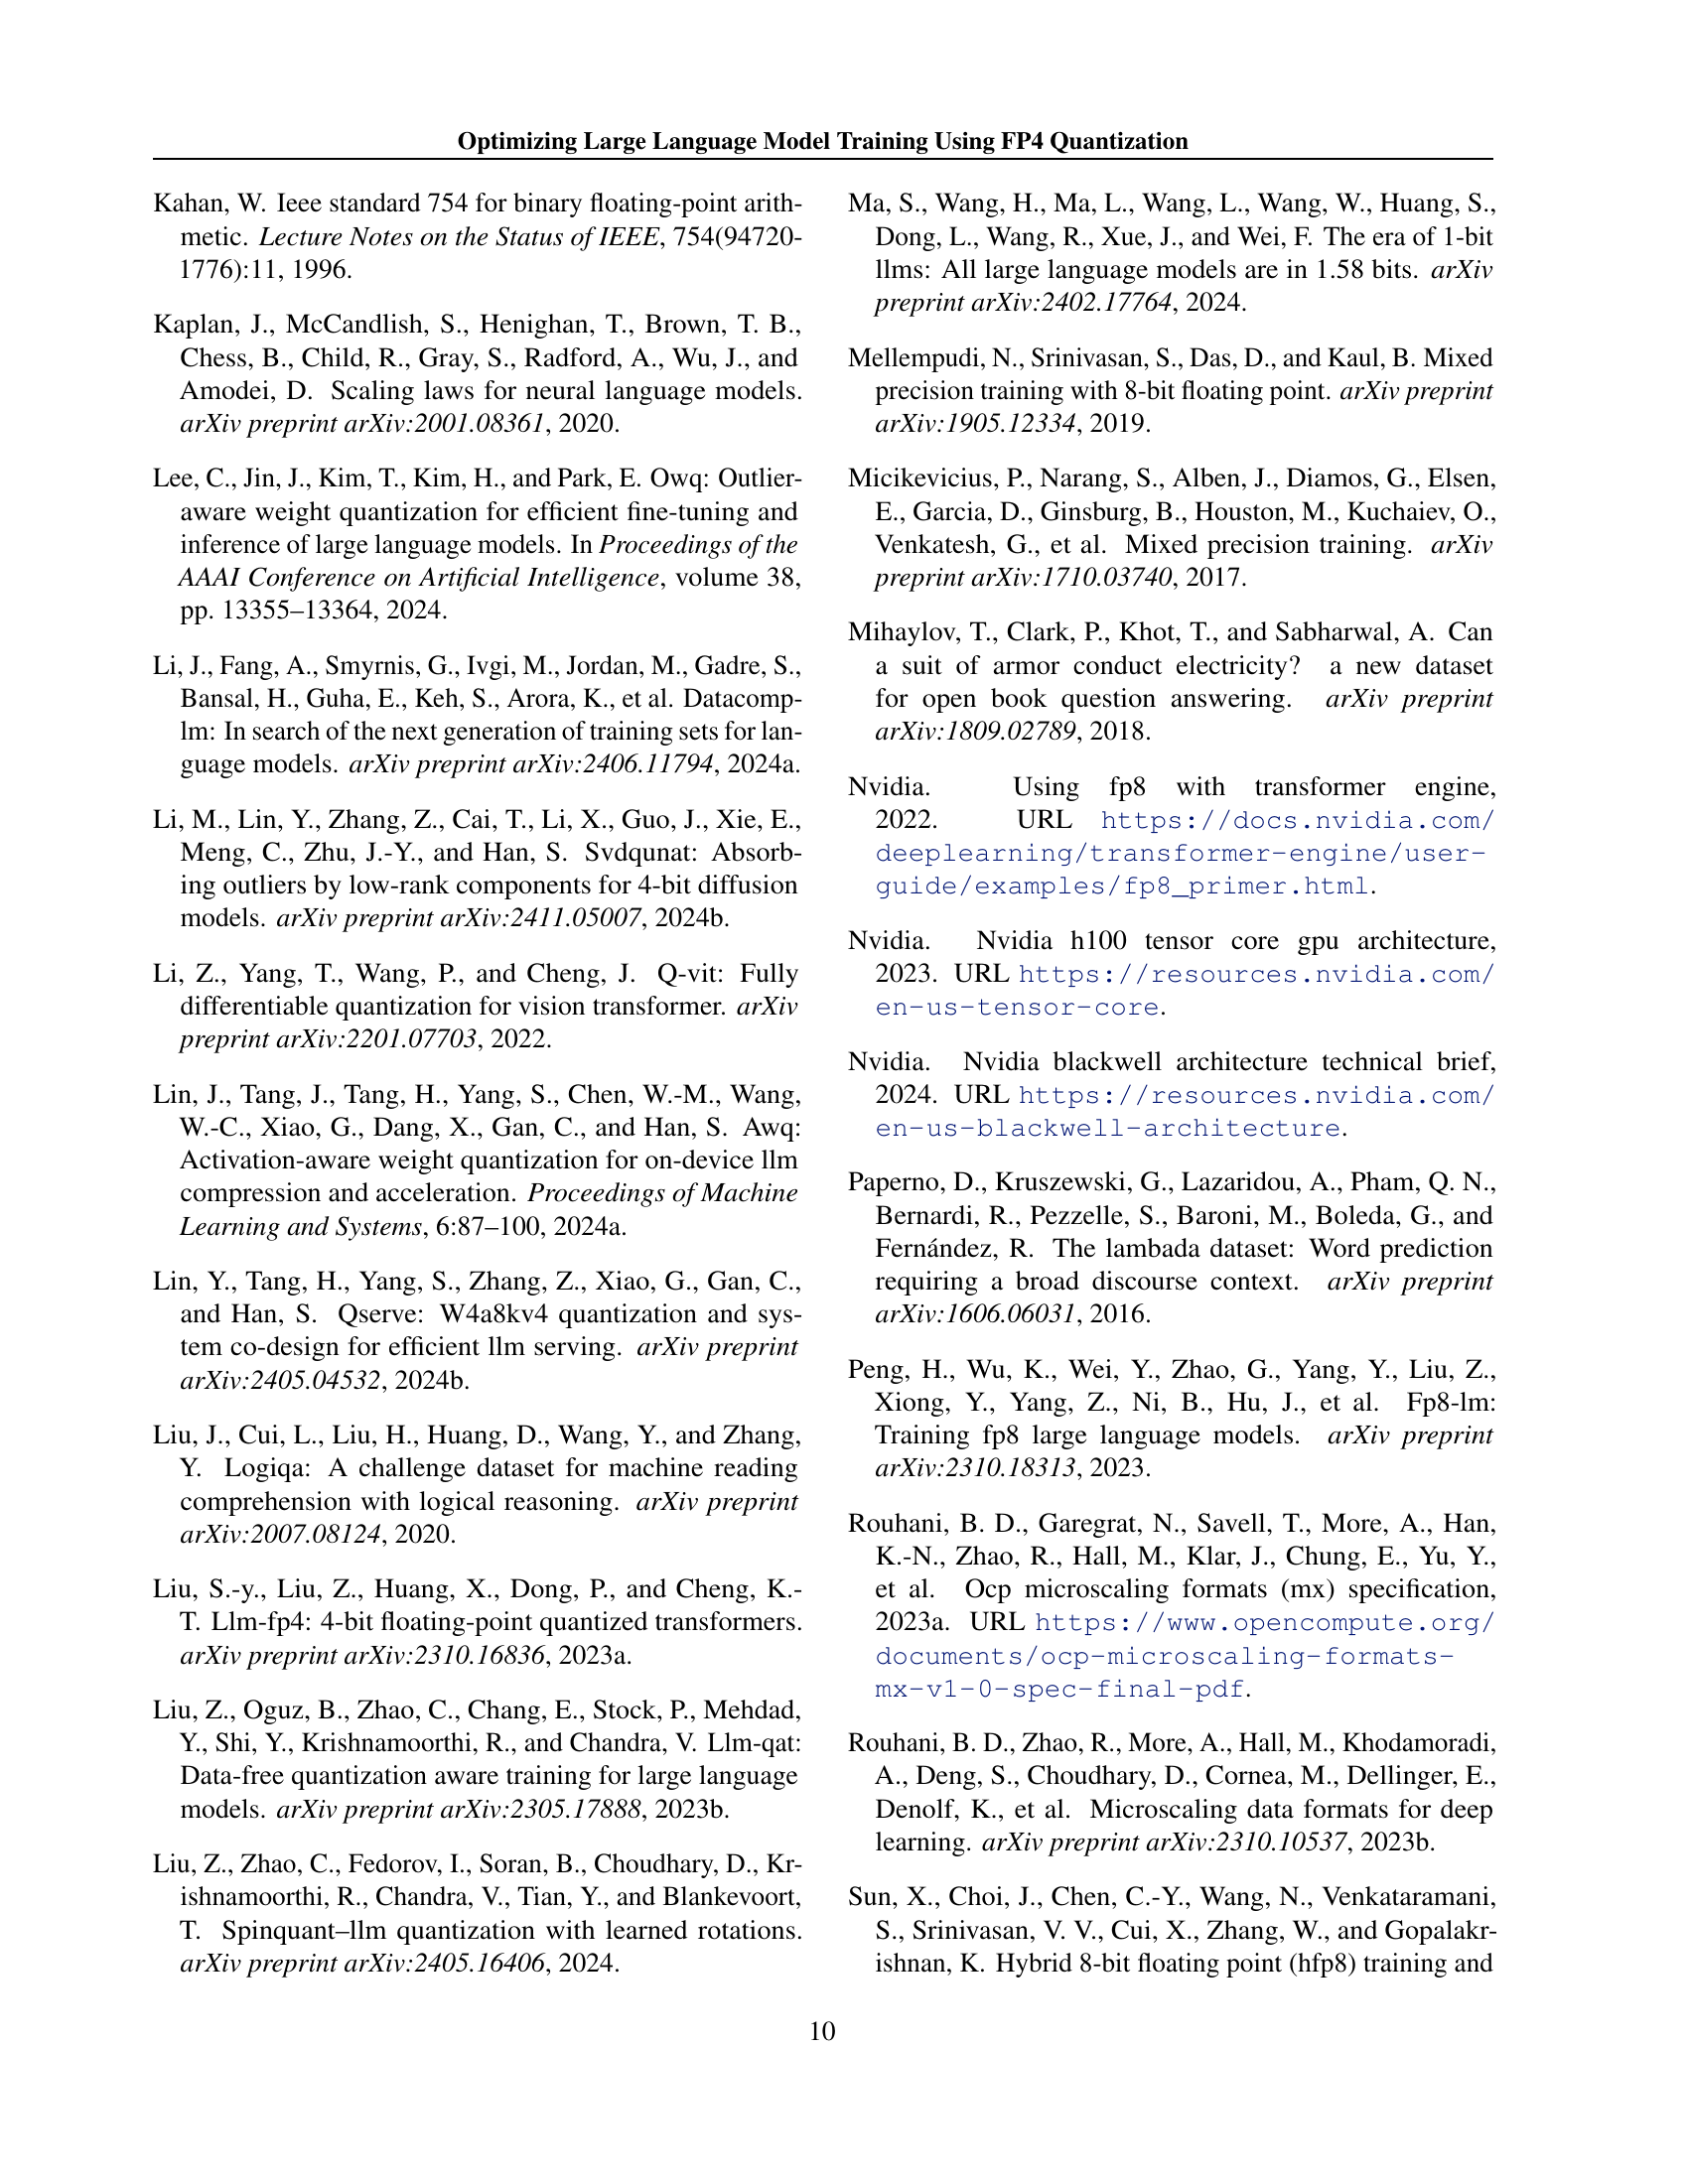 Optimizing Large Language Model Training Using FP4 Quantization
Kahan, W. Ieee standard 754 for binary floating-point arith-
metic. Lecture Notes on the Status of IEEE, 754(94720-
1776):11, 1996.
Kaplan, J., McCandlish, S., Henighan, T., Brown, T. B.,
Chess, B., Child, R., Gray, S., Radford, A., Wu, J., and
Amodei, D. Scaling laws for neural language models.
arXiv preprint arXiv:2001.08361, 2020.
Lee, C., Jin, J., Kim, T., Kim, H., and Park, E. Owq: Outlier-
aware weight quantization for efficient fine-tuning and
inference of large language models. In Proceedings of the
AAAI Conference on Artificial Intelligence, volume 38,
pp. 13355–13364, 2024.
Li, J., Fang, A., Smyrnis, G., Ivgi, M., Jordan, M., Gadre, S.,
Bansal, H., Guha, E., Keh, S., Arora, K., et al. Datacomp-
lm: In search of the next generation of training sets for lan-
guage models. arXiv preprint arXiv:2406.11794, 2024a.
Li, M., Lin, Y., Zhang, Z., Cai, T., Li, X., Guo, J., Xie, E.,
Meng, C., Zhu, J.-Y., and Han, S. Svdqunat: Absorb-
ing outliers by low-rank components for 4-bit diffusion
models. arXiv preprint arXiv:2411.05007, 2024b.
Li, Z., Yang, T., Wang, P., and Cheng, J. Q-vit: Fully
differentiable quantization for vision transformer. arXiv
preprint arXiv:2201.07703, 2022.
Lin, J., Tang, J., Tang, H., Yang, S., Chen, W.-M., Wang,
W.-C., Xiao, G., Dang, X., Gan, C., and Han, S. Awq:
Activation-aware weight quantization for on-device llm
compression and acceleration. Proceedings of Machine
Learning and Systems, 6:87–100, 2024a.
Lin, Y., Tang, H., Yang, S., Zhang, Z., Xiao, G., Gan, C.,
and Han, S. Qserve: W4a8kv4 quantization and sys-
tem co-design for efficient llm serving. arXiv preprint
arXiv:2405.04532, 2024b.
Liu, J., Cui, L., Liu, H., Huang, D., Wang, Y., and Zhang,
Y. Logiqa: A challenge dataset for machine reading
comprehension with logical reasoning. arXiv preprint
arXiv:2007.08124, 2020.
Liu, S.-y., Liu, Z., Huang, X., Dong, P., and Cheng, K.-
T. Llm-fp4: 4-bit floating-point quantized transformers.
arXiv preprint arXiv:2310.16836, 2023a.
Liu, Z., Oguz, B., Zhao, C., Chang, E., Stock, P., Mehdad,
Y., Shi, Y., Krishnamoorthi, R., and Chandra, V. Llm-qat:
Data-free quantization aware training for large language
models. arXiv preprint arXiv:2305.17888, 2023b.
Liu, Z., Zhao, C., Fedorov, I., Soran, B., Choudhary, D., Kr-
ishnamoorthi, R., Chandra, V., Tian, Y., and Blankevoort,
T. Spinquant–llm quantization with learned rotations.
arXiv preprint arXiv:2405.16406, 2024.
Ma, S., Wang, H., Ma, L., Wang, L., Wang, W., Huang, S.,
Dong, L., Wang, R., Xue, J., and Wei, F. The era of 1-bit
llms: All large language models are in 1.58 bits. arXiv
preprint arXiv:2402.17764, 2024.
Mellempudi, N., Srinivasan, S., Das, D., and Kaul, B. Mixed
precision training with 8-bit floating point. arXiv preprint
arXiv:1905.12334, 2019.
Micikevicius, P., Narang, S., Alben, J., Diamos, G., Elsen,
E., Garcia, D., Ginsburg, B., Houston, M., Kuchaiev, O.,
Venkatesh, G., et al. Mixed precision training. arXiv
preprint arXiv:1710.03740, 2017.
Mihaylov, T., Clark, P., Khot, T., and Sabharwal, A. Can
a suit of armor conduct electricity? a new dataset
for open book question answering. arXiv preprint
arXiv:1809.02789, 2018.
Nvidia. Using fp8 with transformer engine,
2022. URL https://docs.nvidia.com/
deeplearning/transformer-engine/user-
guide/examples/fp8_primer.html.
Nvidia. Nvidia h100 tensor core gpu architecture,
2023. URL https://resources.nvidia.com/
en-us-tensor-core.
Nvidia. Nvidia blackwell architecture technical brief,
2024. URL https://resources.nvidia.com/
en-us-blackwell-architecture.
Paperno, D., Kruszewski, G., Lazaridou, A., Pham, Q. N.,
Bernardi, R., Pezzelle, S., Baroni, M., Boleda, G., and
Fernández, R. The lambada dataset: Word prediction
requiring a broad discourse context. arXiv preprint
arXiv:1606.06031, 2016.
Peng, H., Wu, K., Wei, Y., Zhao, G., Yang, Y., Liu, Z.,
Xiong, Y., Yang, Z., Ni, B., Hu, J., et al. Fp8-lm:
Training fp8 large language models. arXiv preprint
arXiv:2310.18313, 2023.
Rouhani, B. D., Garegrat, N., Savell, T., More, A., Han,
K.-N., Zhao, R., Hall, M., Klar, J., Chung, E., Yu, Y.,
et al. Ocp microscaling formats (mx) specification,
2023a. URL https://www.opencompute.org/
documents/ocp-microscaling-formats-
mx-v1-0-spec-final-pdf.
Rouhani, B. D., Zhao, R., More, A., Hall, M., Khodamoradi,
A., Deng, S., Choudhary, D., Cornea, M., Dellinger, E.,
Denolf, K., et al. Microscaling data formats for deep
learning. arXiv preprint arXiv:2310.10537, 2023b.
Sun, X., Choi, J., Chen, C.-Y., Wang, N., Venkataramani,
S., Srinivasan, V. V., Cui, X., Zhang, W., and Gopalakr-
ishnan, K. Hybrid 8-bit floating point (hfp8) training and
10